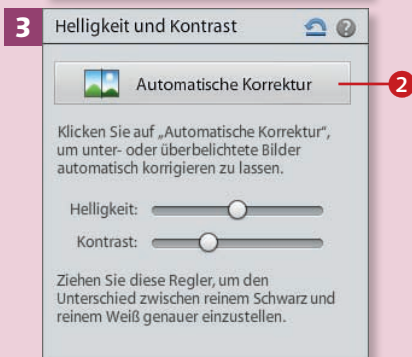 3
Helligkeit und Kontrast
?
Automatische Korrektur
2
Klicken Sie auf „Automatische Korrektur“,
um unter- oder überbelichtete Bilder
automatisch korrigieren zu lassen.
Helligkeit:
Kontrast:
Ziehen Sie diese Regler, um den
Unterschied zwischen reinem Schwarz und
reinem Weiß genauer einzustellen.